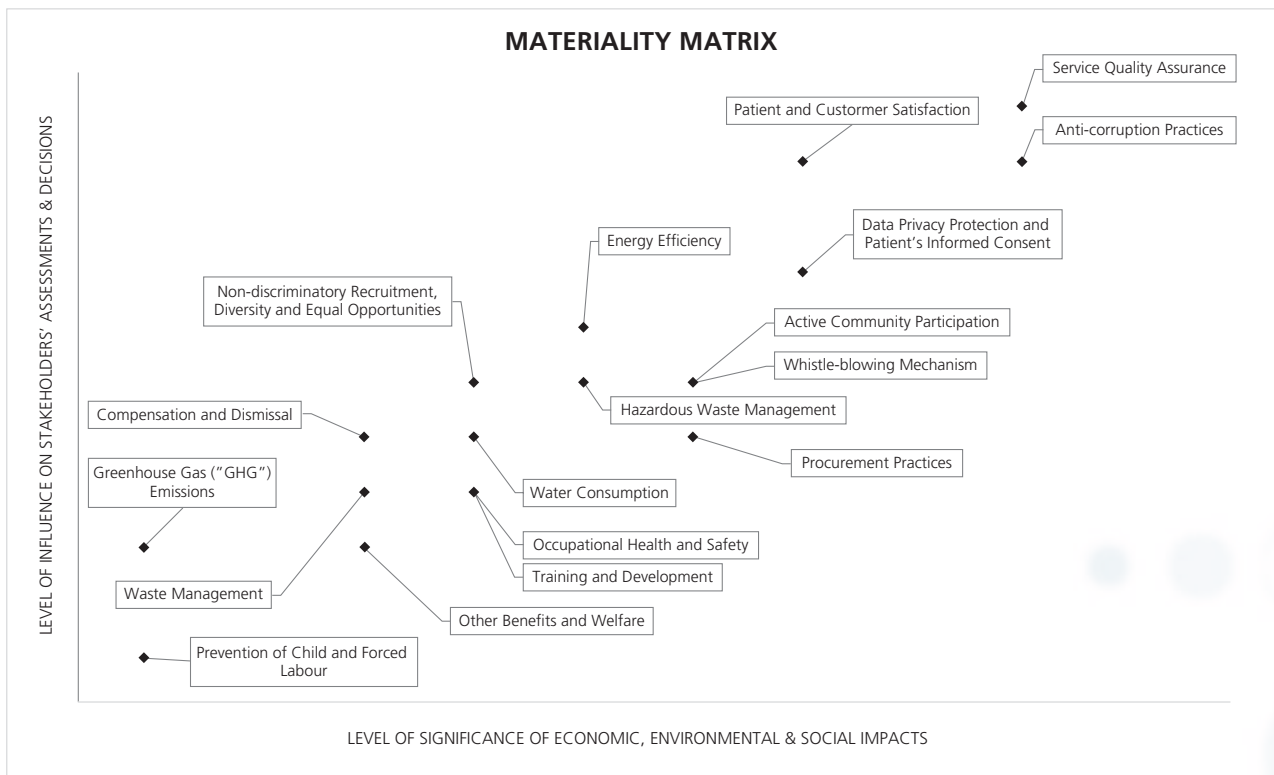 MATERIALITY MATRIX
Service Quality Assurance
Patient and Custormer Satisfaction
Anti-corruption Practices
Data Privacy Protection and
Patient's Informed Consent
Energy Efficiency
Non-discriminatory Recruitment,
Diversity and Equal Opportunities
Active Community Participation
Whistle-blowing Mechanism
Hazardous Waste Management
Compensation and Dismissal
Procurement Practices
Greenhouse Gas ("GHG")
Emissions
Water Consumption
Occupational Health and Safety
Training and Development
Waste Management
Other Benefits and Welfare
Prevention of Child and Forced
Labour
LEVEL OF INFLUENCE ON STAKEHOLDERS' ASSESSMENTS & DECISIONS
LEVEL OF SIGNIFICANCE OF ECONOMIC, ENVIRONMENTAL & SOCIAL IMPACTS